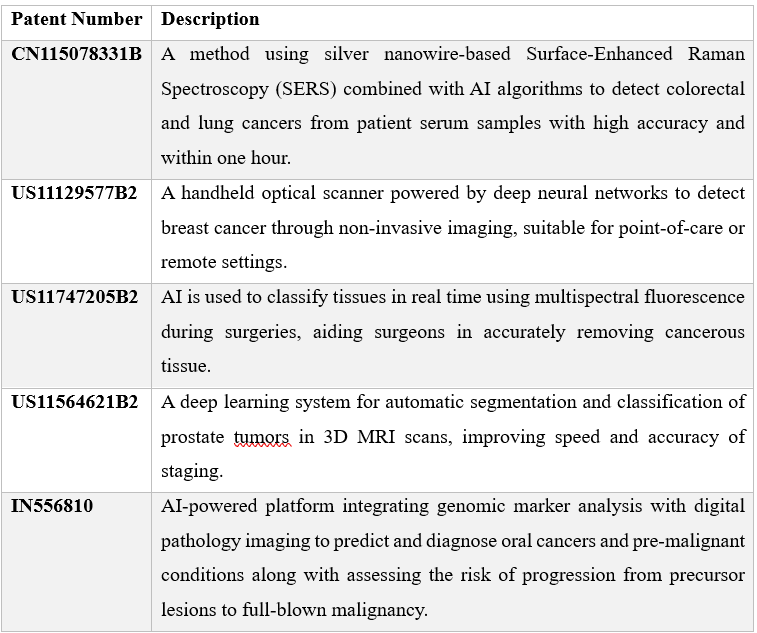 Patent Number Description
CN115078331B A method using silver nanowire-based Surface-Enhanced Raman
Spectroscopy (SERS) combined with AI algorithms to detect colorectal
and lung cancers from patient serum samples with high accuracy and
within one hour.
US11129577B2 A handheld optical scanner powered by deep neural networks to detect
breast cancer through non-invasive imaging, suitable for point-of-care or
remote settings.
US11747205B2 AI is used to classify tissues in real time using multispectral fluorescence
during surgeries, aiding surgeons in accurately removing cancerous
tissue.
US11564621B2 A deep learning system for automatic segmentation and classification of
prostate tumors in 3D MRI scans, improving speed and accuracy of
staging.
IN556810 AI-powered platform integrating genomic marker analysis with digital
pathology imaging to predict and diagnose oral cancers and pre-malignant
conditions along with assessing the risk of progression from precursor
lesions to full-blown malignancy.